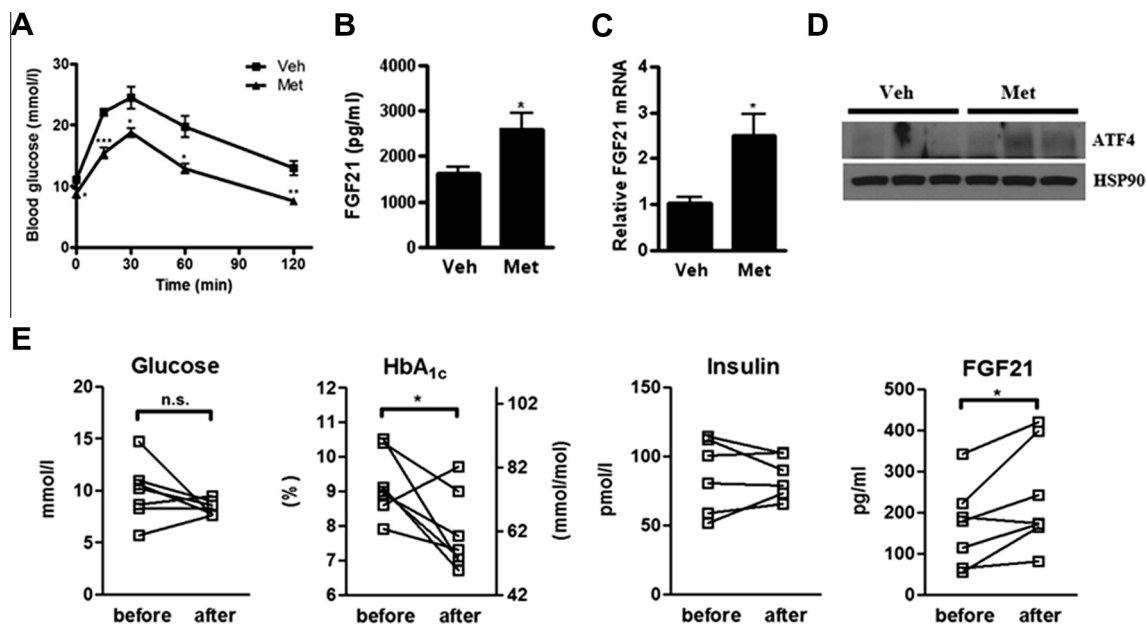 A
B
C
D
Blood glucose (mmol/l)
30
20
10
0
Veh
Met
*
***
*
*
**
0
30
60
90
120
Time (min)
FGF21 (pg/ml)
4000
3000
2000
1000
0
*
Veh
Met
Relative FGF21 mRNA
4
3
2
1
0
*
Veh
Met
Veh
Met
ATF4
HSP90
E
Glucose
mmol/l
20
15
10
5
0
n.s.
before
after
HbA1c
(%)
12
11
10
9
8
7
6
*
102
82
62
42
(mmol/mol)
before
after
Insulin
pmol/l
150
100
50
0
before
after
FGF21
pg/ml
500
400
300
200
100
0
*
before
after